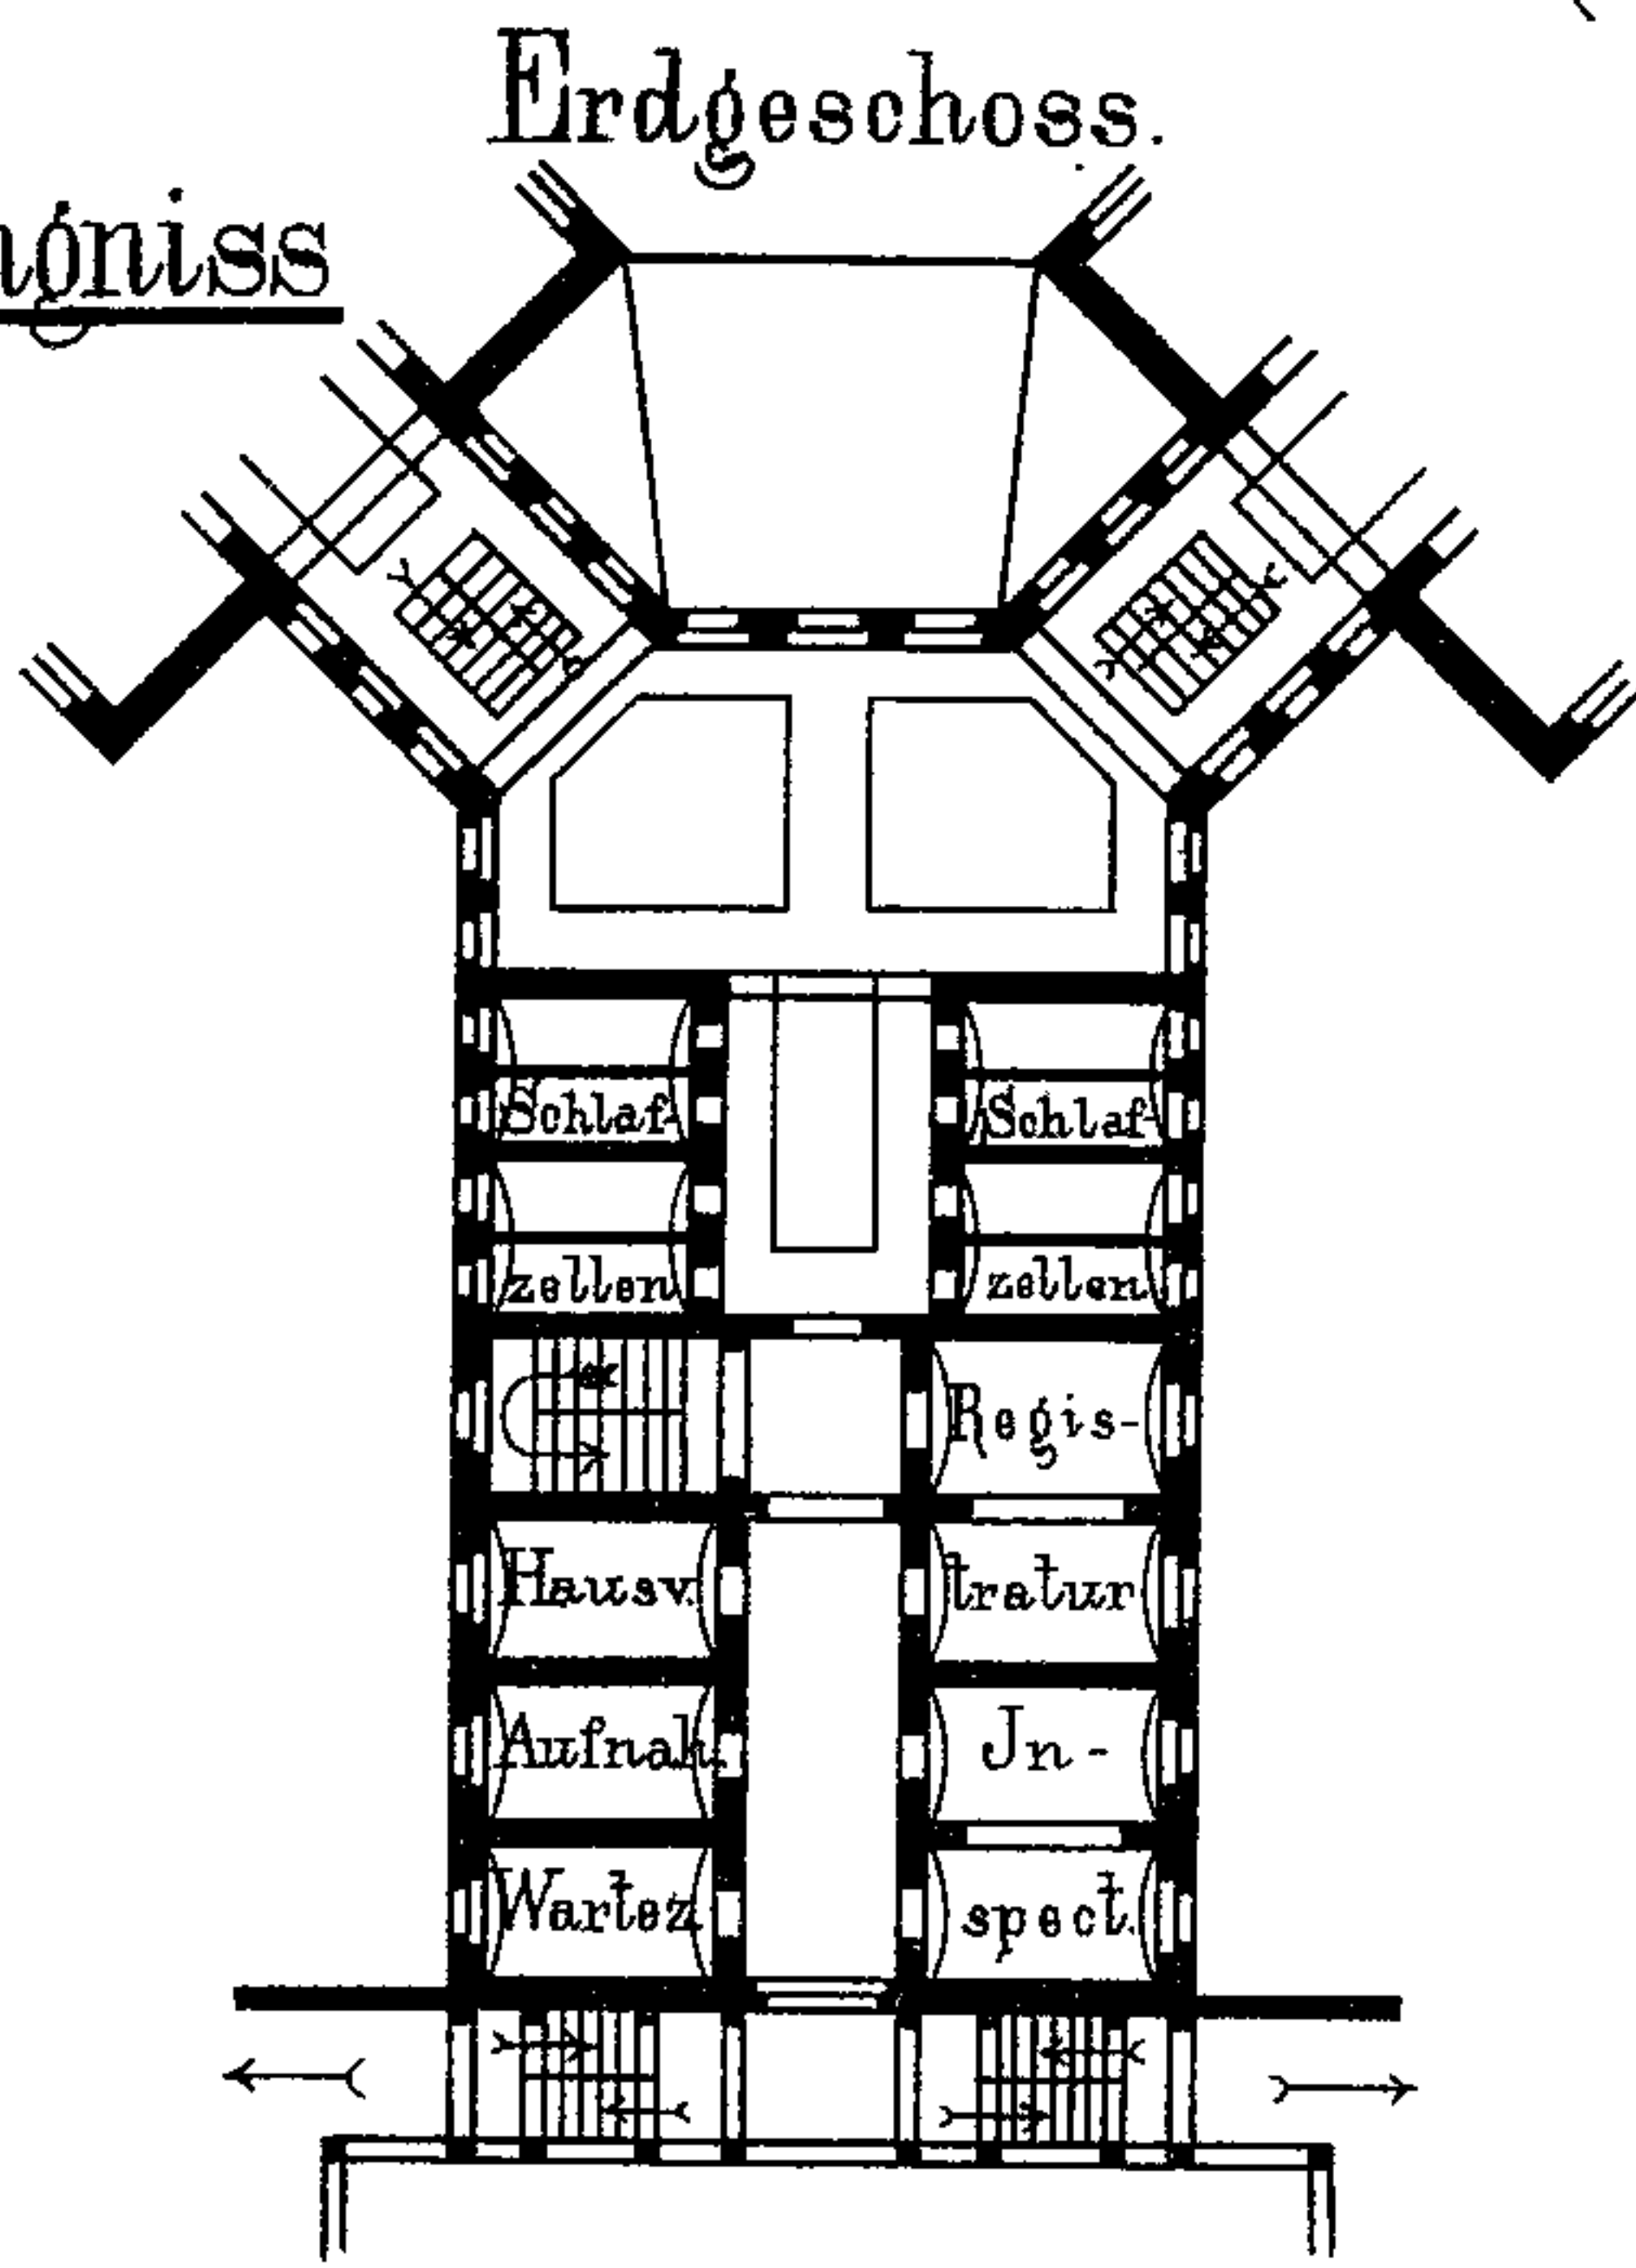 Erdgeschoss.
gniss
Schlaf- Schlaf-
zellen zellen
Regis-
Hausv. tratur
Aufnah. Jn-
Wartez. spect.